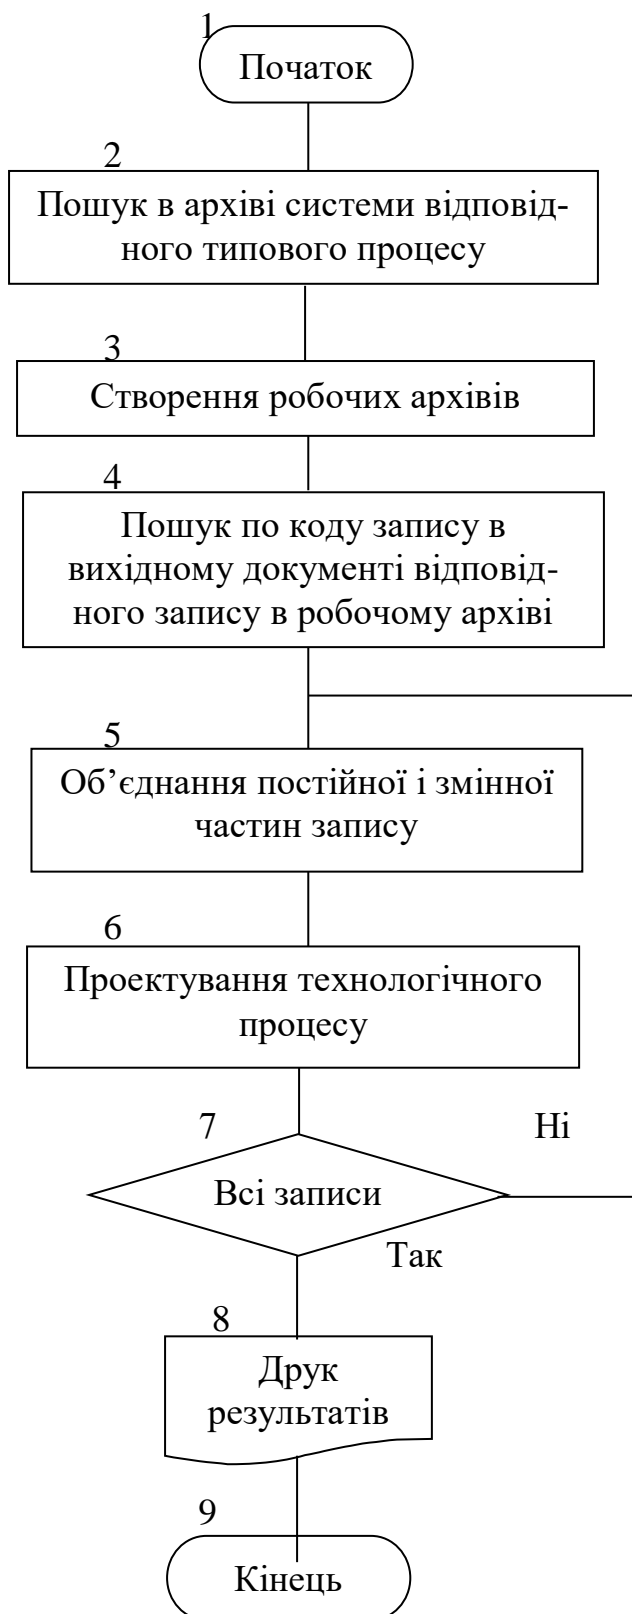 1
Початок
2
Пошук в архіві системи відповід-
ного типового процесу
3
Створення робочих архівів
4
Пошук по коду запису в
вихідному документі відповід-
ного запису в робочому архіві
5
Об’єднання постійної і змінної
частин запису
6
Проектування технологічного
процесу
7
Ні
Всі записи
Так
8
Друк
результатів
9
Кінець